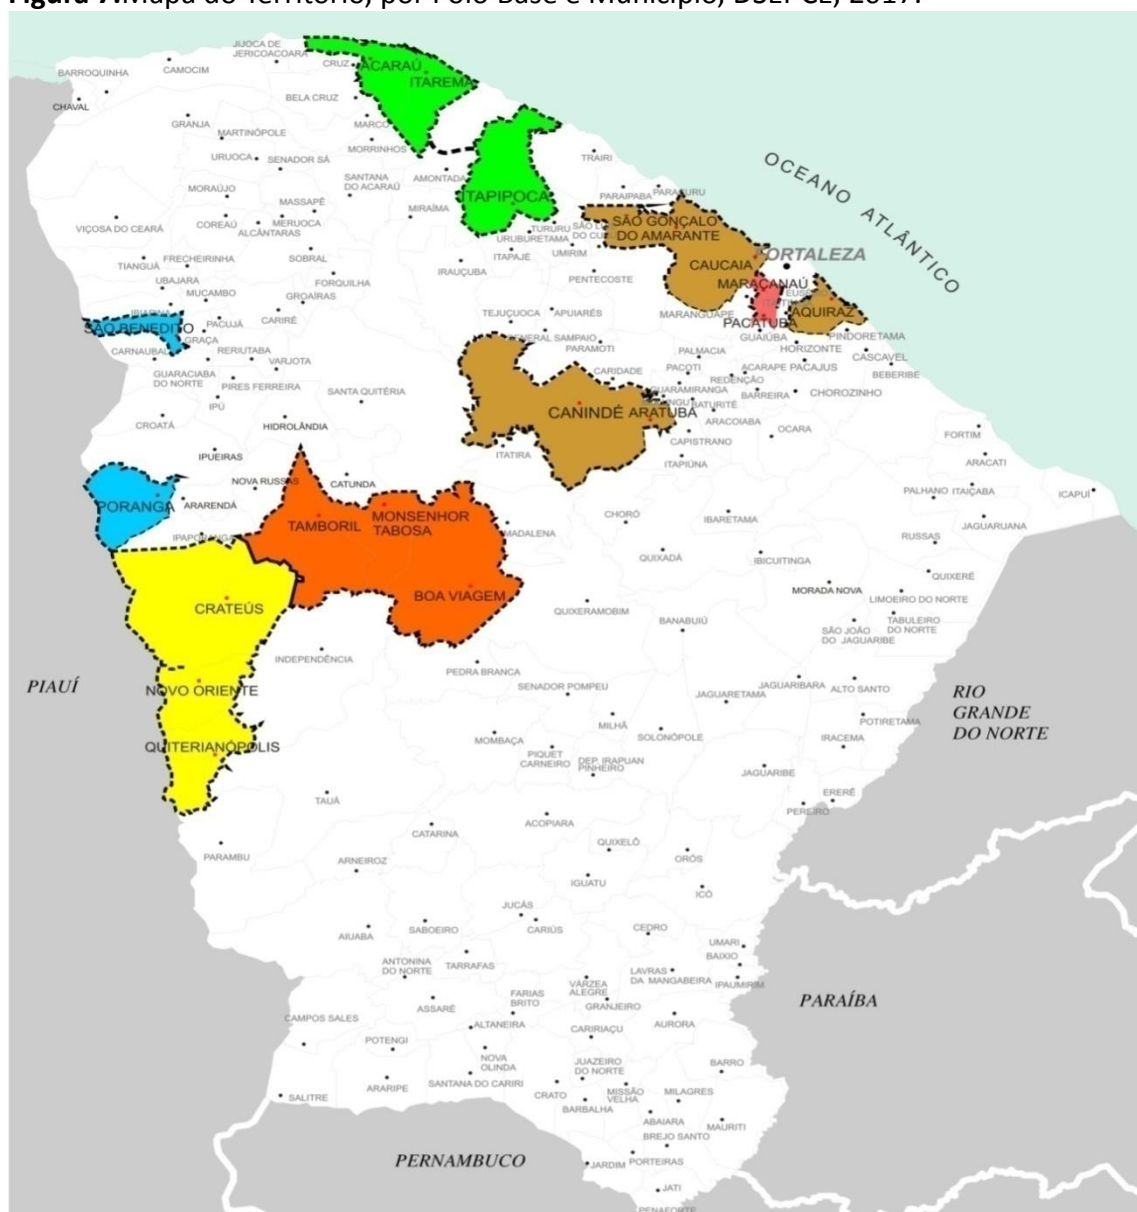 Figura 7.Mapa do Território, por Polo Base e Município, DSEI-CE, 2017.
JIJOCA DE
JERICOACOARA
CRUZ
ACARAÚ
ITAREMA
BARROQUINHA
CAMOCIM
CHAVAL
BELA CRUZ
GRANJA
MARTINÓPOLE
MARCO
MORRINHOS
URUOCA
SENADOR SÁ
TRAIRI
OCEANO ATLÂNTICO
SANTANA
DO ACARAÚ
AMONTADA
MORAÚJO
ITAPIPOCA
PARAIPABA
PARACURU
MASSAPÊ
MIRAÍMA
VIÇOSA DO CEARÁ
COREAÚ
MERUOCA
ALCÂNTARAS
TURURU
URUBURETAMA
SÃO GONÇALO
DO AMARANTE
FRECHEIRINHA
SOBRAL
ITAPAJÉ
UMIRIM
FORTALEZA
TIANGUÁ
IRAUÇUBA
CAUCAIA
UBAJARA
FORQUILHA
PENTECOSTE
MARACANAÚ
MUCAMBO
GROAÍRAS
TEJUÇUOCA
APUIARÉS
MARANGUAPE
AQUIRAZ
SÃO BENEDITO
PACUJÁ
CARIRÉ
PACATUBA
GRAÇA
GENERAL SAMPAIO
GUAIÚBA
PINDORETAMA
CARNAUBAL
RERIUTABA
PARAMOTI
PALMACIA
HORIZONTE
CASCAVEL
VARJOTA
GUARACIABA
DO NORTE
PIRES FERREIRA
SANTA QUITÉRIA
CARIDADE
PACOTI
ACARAPE
PACAJUS
BEBERIBE
REDENÇÃO
GUARAMIRANGA
BARREIRA
CHOROZINHO
IPÚ
BATURITÉ
CROATÁ
HIDROLÂNDIA
CANINDÉ
ARATUBA
ARACOIABA
OCARA
CAPISTRANO
FORTIM
IPUEIRAS
ITATIRA
ITAPIÚNA
ARACATI
NOVA RUSSAS
CATUNDA
PALHANO
ITAIÇABA
ICAPUÍ
PORANGA
ARARENDÁ
TAMBORIL
MONSENHOR
TABOSA
CHORÓ
IBARETAMA
JAGUARUANA
IPAPORANGA
MADALENA
RUSSAS
QUIXADÁ
IBICUITINGA
QUIXERÉ
CRATEÚS
BOA VIAGEM
QUIXERAMOBIM
MORADA NOVA
LIMOEIRO DO NORTE
BANABUIÚ
TABULEIRO
DO NORTE
SÃO JOÃO
DO JAGUARIBE
INDEPENDÊNCIA
PEDRA BRANCA
PIAUÍ
NOVO ORIENTE
SENADOR POMPEU
JAGUARETAMA
JAGUARIBARA
ALTO SANTO
RIO
GRANDE
DO NORTE
MILHÃ
POTIRETAMA
QUITERIANÓPOLIS
MOMBAÇA
SOLONÓPOLE
IRACEMA
PIQUET
CARNEIRO
DEP. IRAPUAN
PINHEIRO
JAGUARIBE
TAUÁ
ERERÊ
PEREIRO
CATARINA
ACOPIARA
PARAMBU
ARNEIROZ
QUIXELÔ
ORÓS
IGUATU
ICÓ
JUCÁS
AIUABA
SABOEIRO
CARIÚS
CEDRO
UMARI
BAIXIO
ANTONINA
DO NORTE
TARRAFAS
LAVRAS
DA MANGABEIRA
IPAUMIRIM
VÁRZEA
ALEGRE
FARIAS
BRITO
GRANJEIRO
PARAÍBA
ASSARÉ
CAMPOS SALES
ALTANEIRA
CARIRIAÇU
AURORA
POTENGI
NOVA
OLINDA
JUAZEIRO
DO NORTE
BARRO
ARARIPE
SANTANA DO CARIRI
CRATO
MISSÃO
VELHA
MILAGRES
SALITRE
BARBALHA
ABAIARA
MAURITI
BREJO SANTO
PERNAMBUCO
JARDIM
PORTEIRAS
JATI
PENAFORTE